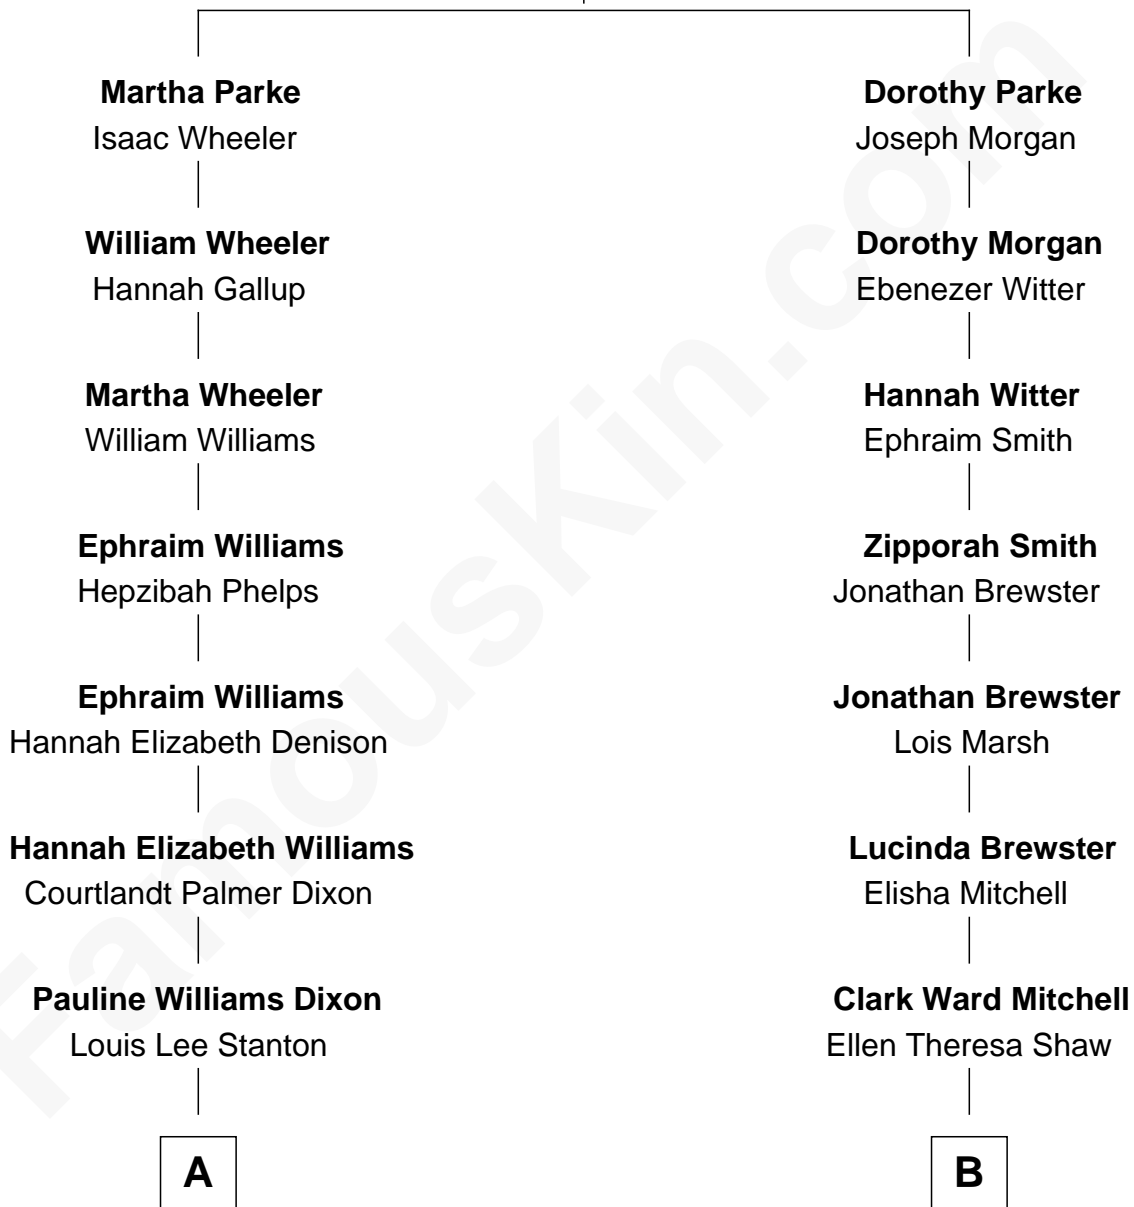 Martha Parke
Isaac Wheeler
William Wheeler
Hannah Gallup
Martha Wheeler
William Williams
Ephraim Williams
Hepzibah Phelps
Ephraim Williams
Hannah Elizabeth Denison
Hannah Elizabeth Williams
Courtlandt Palmer Dixon
Pauline Williams Dixon
Louis Lee Stanton
A
Dorothy Parke
Joseph Morgan
Dorothy Morgan
Ebenezer Witter
Hannah Witter
Ephraim Smith
Zipporah Smith
Jonathan Brewster
Jonathan Brewster
Lois Marsh
Lucinda Brewster
Elisha Mitchell
Clark Ward Mitchell
Ellen Theresa Shaw
B
FamousKin.com